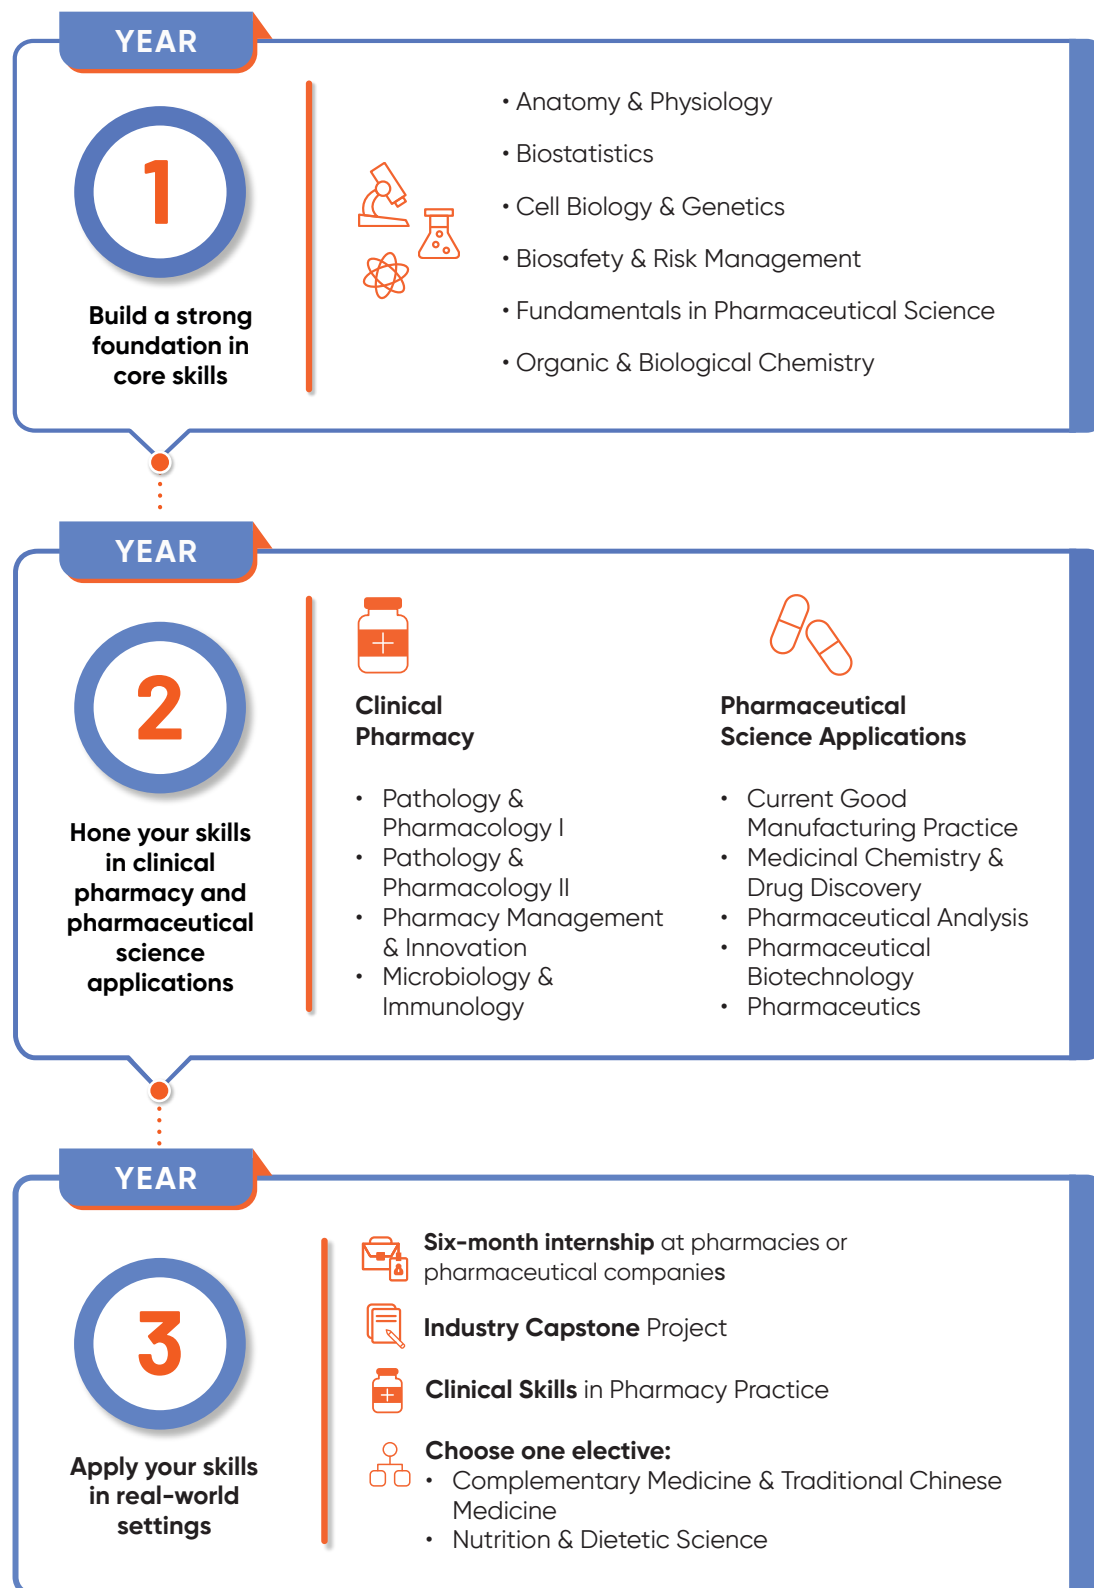 YEAR
1
Build a strong
foundation in
core skills
• Anatomy & Physiology
• Biostatistics
• Cell Biology & Genetics
• Biosafety & Risk Management
• Fundamentals in Pharmaceutical Science
• Organic & Biological Chemistry
YEAR
2
Hone your skills
in clinical
pharmacy and
pharmaceutical
science
applications
Clinical
Pharmacy
• Pathology &
Pharmacology I
• Pathology &
Pharmacology II
• Pharmacy Management
& Innovation
• Microbiology &
Immunology
Pharmaceutical
Science Applications
• Current Good
Manufacturing Practice
• Medicinal Chemistry &
Drug Discovery
• Pharmaceutical Analysis
• Pharmaceutical
Biotechnology
• Pharmaceutics
YEAR
3
Apply your skills
in real-world
settings
Six-month internship at pharmacies or
pharmaceutical companies
Industry Capstone Project
Clinical Skills in Pharmacy Practice
Choose one elective:
• Complementary Medicine & Traditional Chinese
Medicine
• Nutrition & Dietetic Science